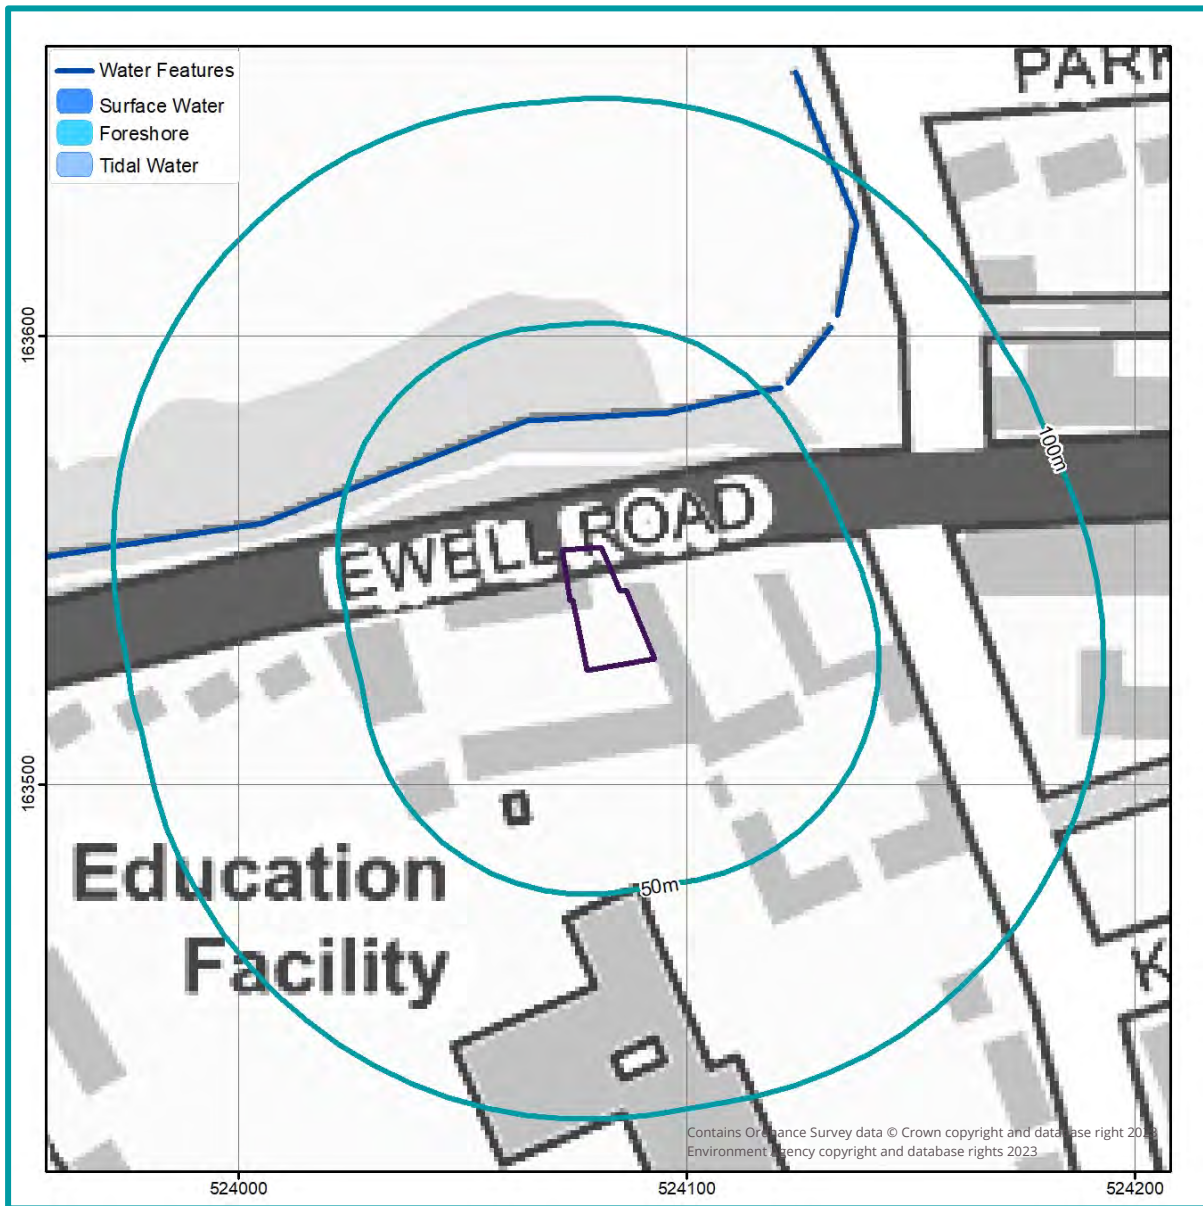 Water Features
Surface Water
Foreshore
Tidal Water
163600
100m
EWELL ROAD
163500
50m
Education
Facility
K
Contains Ordnance Survey data © Crown copyright and database right 2023
Environment Agency copyright and database rights 2023
524000
524100
524200